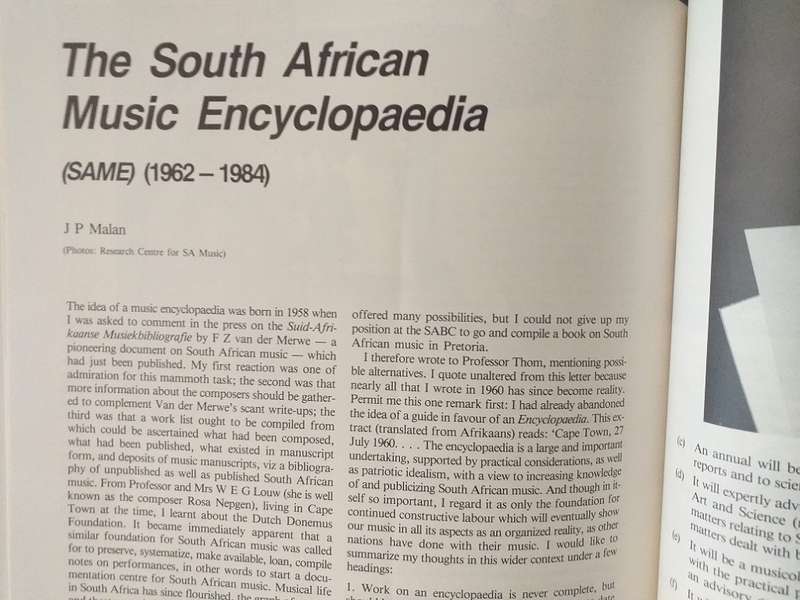 The South African
Music Encyclopaedia
(SAME) (1962 – 1984)
J P Malan
(Photos: Research Centre for SA Music)
The idea of a music encyclopaedia was born in 1958 when
I was asked to comment in the press on the Suid-Afri-
kaanse Musiekbibliografie by F Z van der Merwe — a
pioneering document on South African music — which
had just been published. My first reaction was one of
admiration for this mammoth task; the second was that
more information about the composers should be gather-
ed to complement Van der Merwe's scant write-ups; the
third was that a work list ought to be compiled from
which could be ascertained what had been composed,
what had been published, what existed in manuscript
form, and deposits of music manuscripts, viz a bibliogra-
phy of unpublished as well as published South African
music. From Professor and Mrs W E G Louw (she is well
known as the composer Rosa Nepgen), living in Cape
Town at the time, I learnt about the Dutch Donemus
Foundation. It became immediately apparent that a
similar foundation for South African music was called
for to preserve, systematize, make available, loan, compile
notes on performances, in other words to start a docu-
mentation centre for South African music. Musical life
in South Africa has since flourished, the
offered many possibilities, but I could not give up my
position at the SABC to go and compile a book on South
African music in Pretoria.
I therefore wrote to Professor Thom, mentioning possi-
ble alternatives. I quote unaltered from this letter because
nearly all that I wrote in 1960 has since become reality.
Permit me this one remark first: I had already abandoned
the idea of a guide in favour of an Encyclopaedia. This ex-
tract (translated from Afrikaans) reads: 'Cape Town, 27
July 1960. . . . The encyclopaedia is a large and important
undertaking, supported by practical considerations, as well
as patriotic idealism, with a view to increasing knowledge
of and publicizing South African music. And though in it-
self so important, I regard it as only the foundation for
continued constructive labour which will eventually show
our music in all its aspects as an organized reality, as other
nations have done with their music. I would like to
summarize my thoughts in this wider context under a few
headings:
1. Work on an encyclopaedia is never complete, but
(c) An annual will be
reports and to
(d) It will expertly
Art and Science
matters relating to
matters dealt with
(e) It will be a
with the practical
an advisory
(f) It